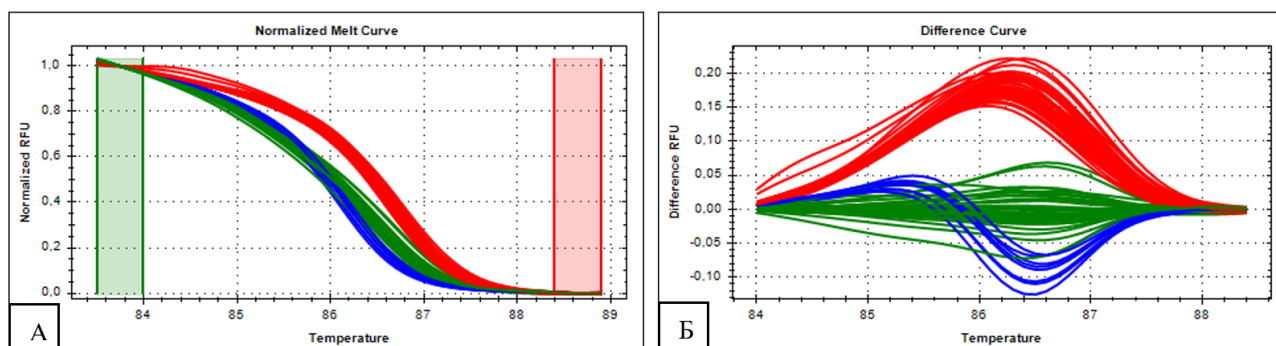 Normalized Melt Curve
Normalized RFU
1,0
0,8
0,6
0,4
0,2
0,0
84 85 86 87 88 89
Temperature
А
Difference Curve
Difference RFU
0,20
0,15
0,10
0,05
0,00
-0,05
-0,10
84 85 86 87 88
Temperature
Б